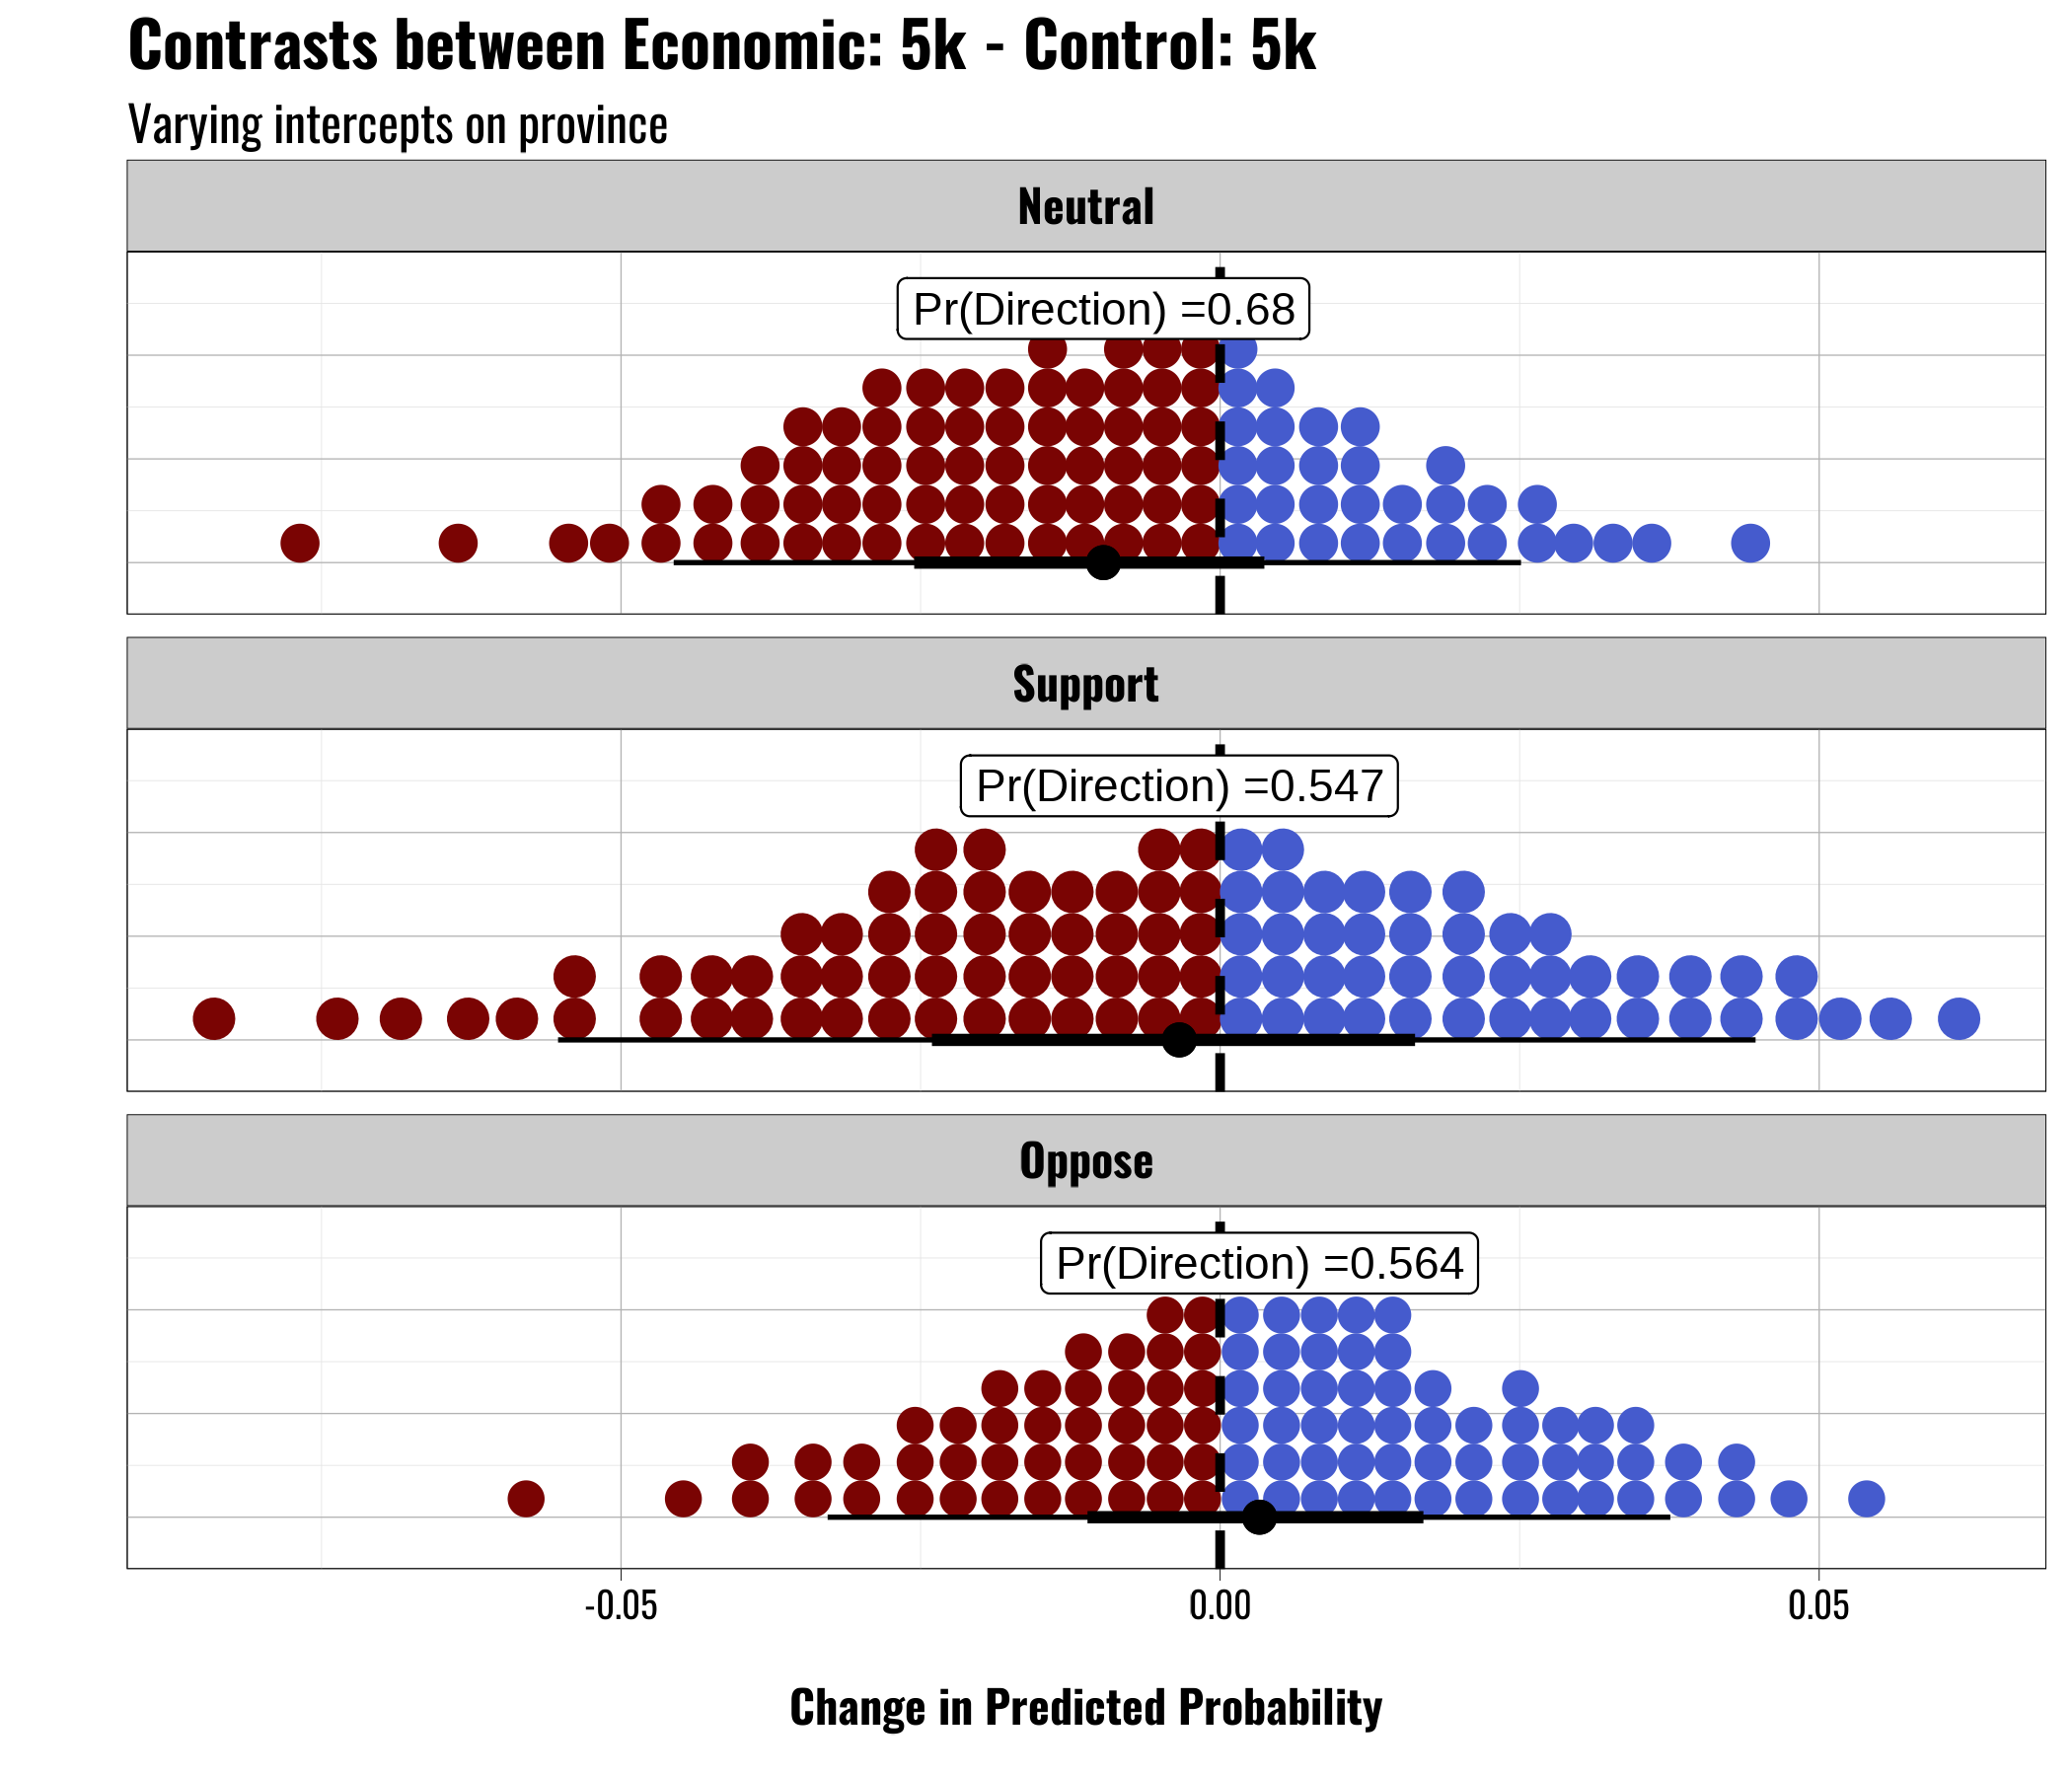 Contrasts between Economic: 5k - Control: 5k
Varying intercepts on province
Neutral
Pr(Direction) =0.68
Support
Pr(Direction) =0.547
Oppose
Pr(Direction) =0.564
-0.05 0.00 0.05
Change in Predicted Probability